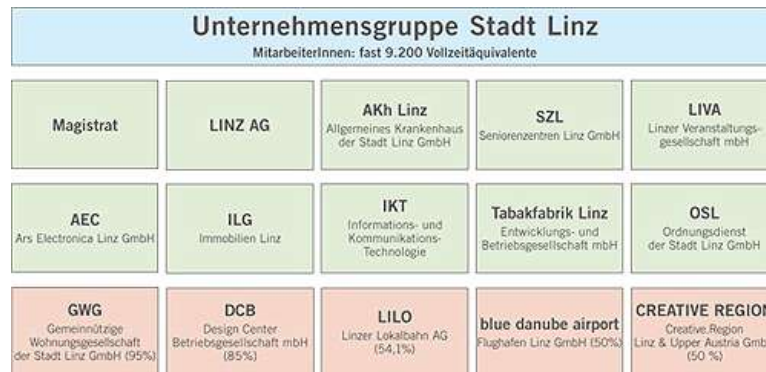 Unternehmensgruppe Stadt Linz
MitarbeiterInnen: fast 9.200 Vollzeitäquivalente
Magistrat
LINZ AG
AKh Linz
Allgemeines Krankenhaus
der Stadt Linz GmbH
SZL
Seniorenzentren Linz GmbH
LIVA
Linzer Veranstaltungs-
gesellschaft mbH
AEC
Ars Electronica Linz GmbH
ILG
Immobilien Linz
IKT
Informations- und
Kommunikations-
Technologie
Tabakfabrik Linz
Entwicklungs- und
Betriebsgesellschaft mbH
OSL
Ordnungsdienst
der Stadt Linz GmbH
GWG
Gemeinnützige
Wohnungsgesellschaft
der Stadt Linz GmbH (95%)
DCB
Design Center
Betriebsgesellschaft mbH
(85%)
LILO
Linzer Lokalbahn AG
(54,1%)
blue danube airport
Flughafen Linz GmbH (50%)
CREATIVE REGION
Creative.Region
Linz & Upper Austria Gmb
(50 %)